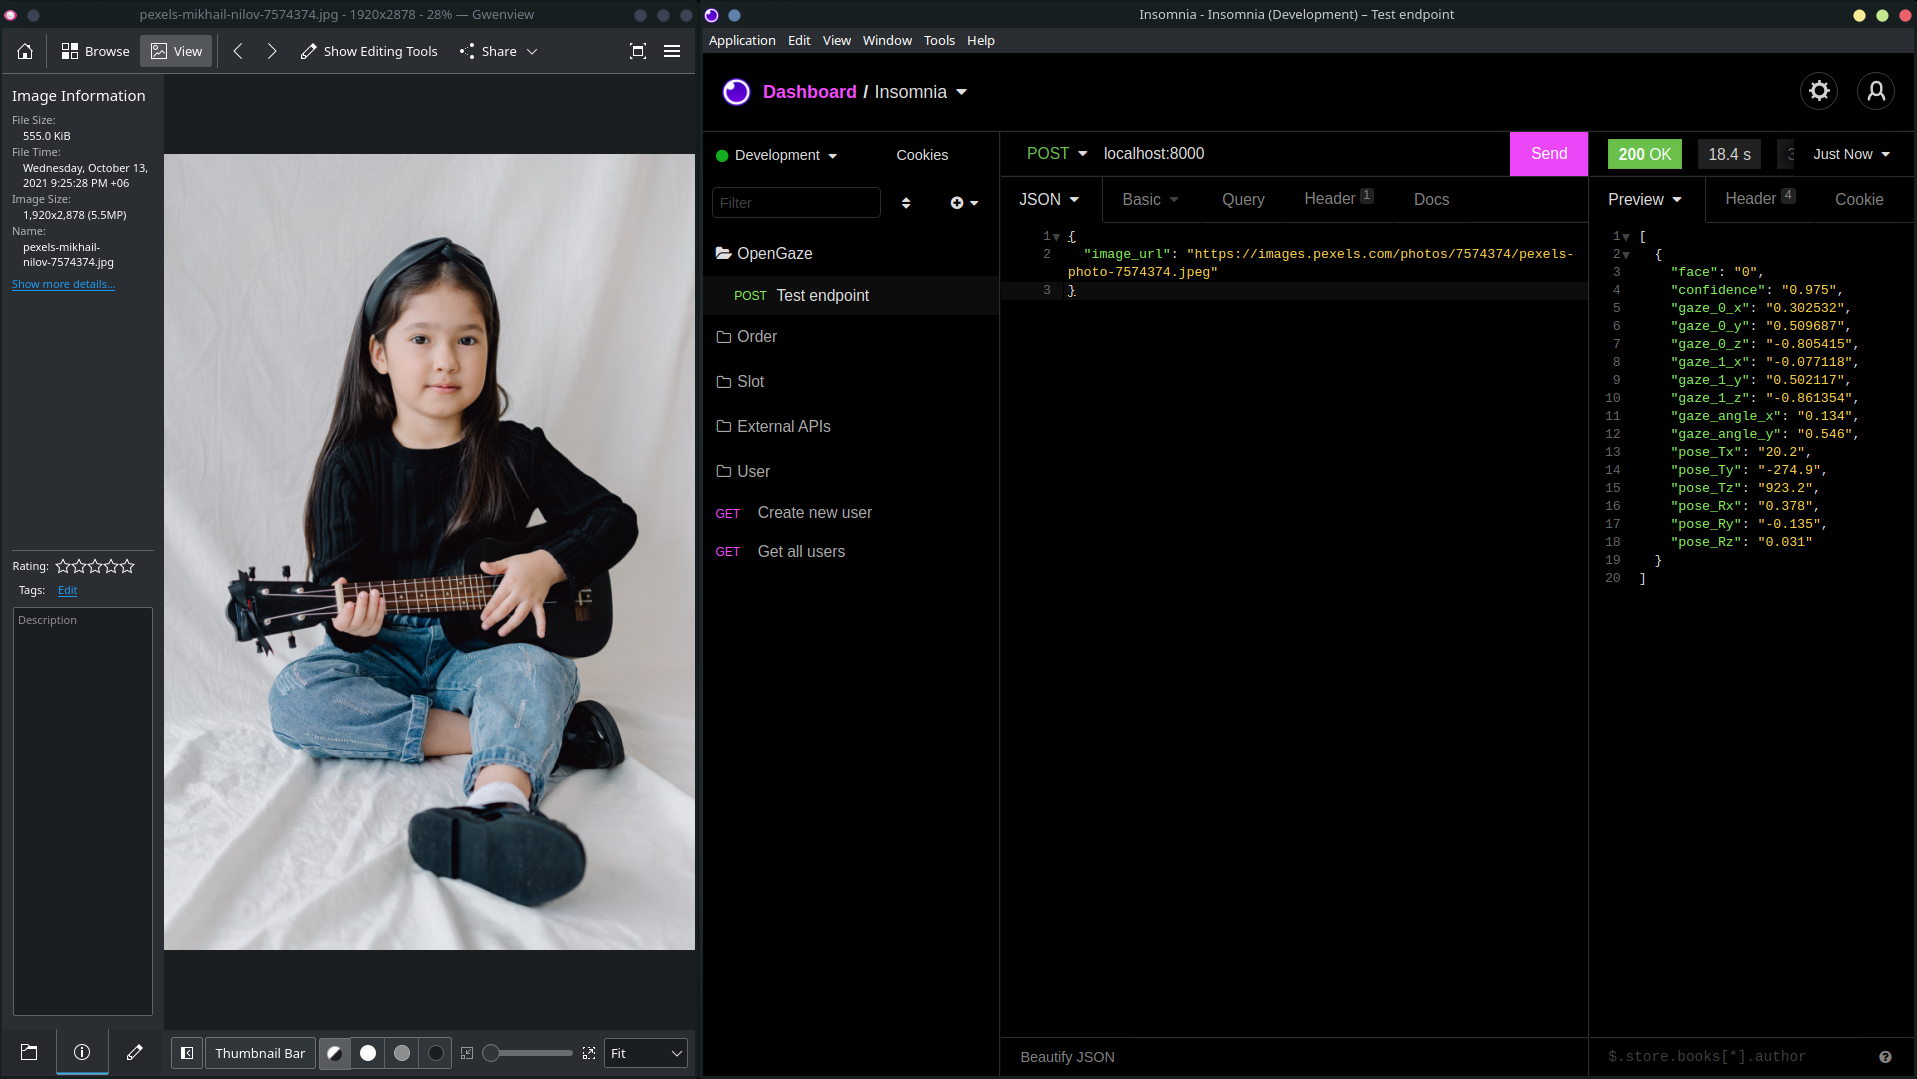 pexels-mikhail-nilov-7574374.jpg - 1920x2878 - 28% — Gwenview
Browse
View
Show Editing Tools
Share
Image Information
File Size:
555.0 KiB
File Time:
Wednesday, October 13,
2021 9:25:28 PM +06
Image Size:
1,920x2,878 (5.5MP)
Name:
pexels-mikhail-
nilov-7574374.jpg
Show more details...
Rating:
Tags: Edit
Description
Thumbnail Bar
Fit
Insomnia - Insomnia (Development) – Test endpoint
Application Edit View Window Tools Help
Dashboard / Insomnia
Development Cookies
Filter
OpenGaze
POST Test endpoint
Order
Slot
External APIs
User
GET Create new user
GET Get all users
POST localhost:8000 Send
JSON Basic Query Header 1 Docs
1 {
2 "image_url": "https://images.pexels.com/photos/7574374/pexels-
photo-7574374.jpeg"
3 }
Beautify JSON
200 OK 18.4 s Just Now
Preview Header 4 Cookie
1 [
2 {
3 "face": "0",
4 "confidence": "0.975",
5 "gaze_0_x": "0.302532",
6 "gaze_0_y": "0.509687",
7 "gaze_0_z": "-0.805415",
8 "gaze_1_x": "-0.077118",
9 "gaze_1_y": "0.502117",
10 "gaze_1_z": "-0.861354",
11 "gaze_angle_x": "0.134",
12 "gaze_angle_y": "0.546",
13 "pose_Tx": "20.2",
14 "pose_Ty": "-274.9",
15 "pose_Tz": "923.2",
16 "pose_Rx": "0.378",
17 "pose_Ry": "-0.135",
18 "pose_Rz": "0.031"
19 }
20 ]
$.store.books[*].author